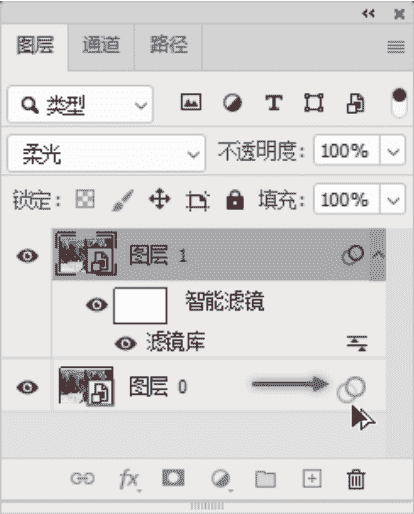 图层 通道 路径
类型 T
柔光 不透明度: 100%
锁定: 填充: 100%
图层 1
智能滤镜
滤镜库
图层 0
fx